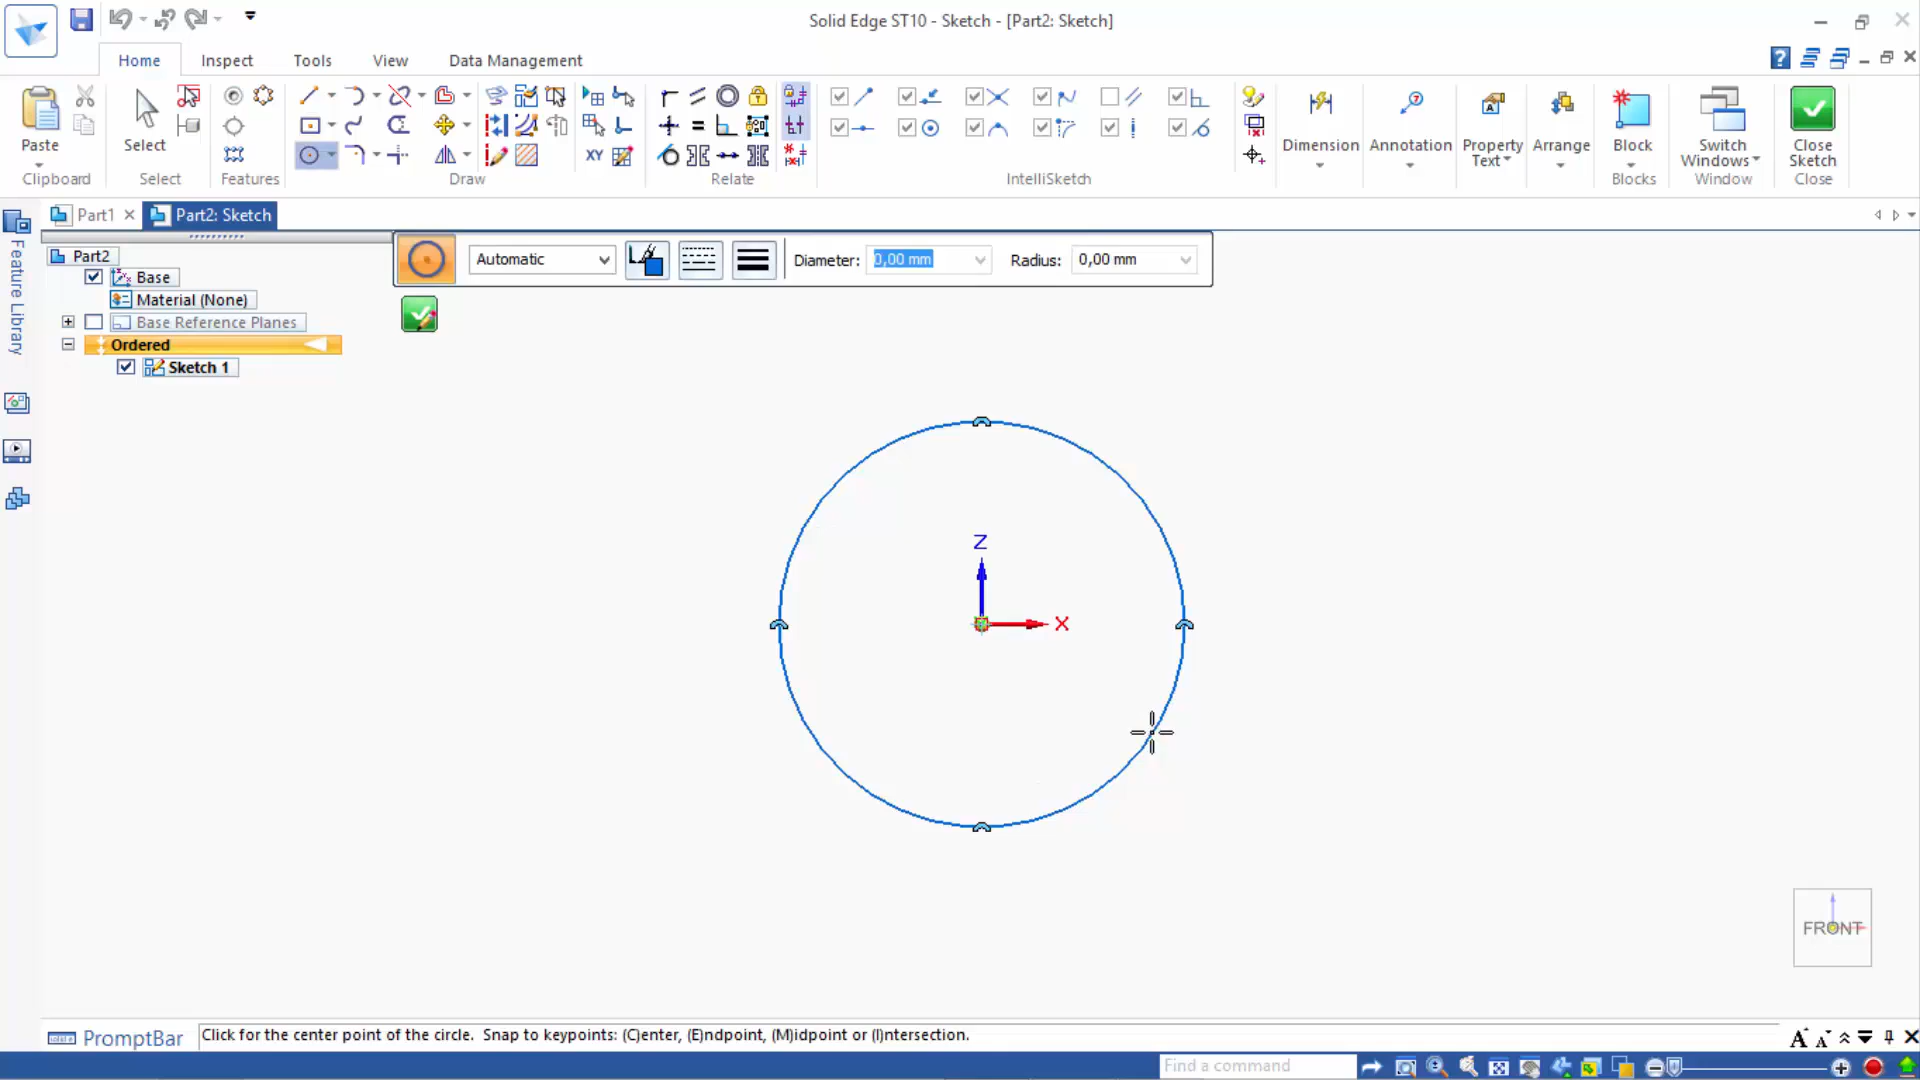 Solid Edge ST10 - Sketch - [Part2: Sketch]
Home
Inspect
Tools
View
Data Management
Paste
Select
XY
Dimension
Annotation
Property
Text
Arrange
Block
Switch
Windows
Close
Sketch
Clipboard
Select
Features
Draw
Relate
IntelliSketch
Blocks
Window
Close
Part1
Part2: Sketch
Feature Library
Part2
Base
Material (None)
Base Reference Planes
Ordered
Sketch 1
Automatic
Diameter:
0,00 mm
Radius:
0,00 mm
Z
X
FRONT
PromptBar
Click for the center point of the circle. Snap to keypoints: (C)enter, (E)ndpoint, (M)idpoint or (I)ntersection.
Find a command